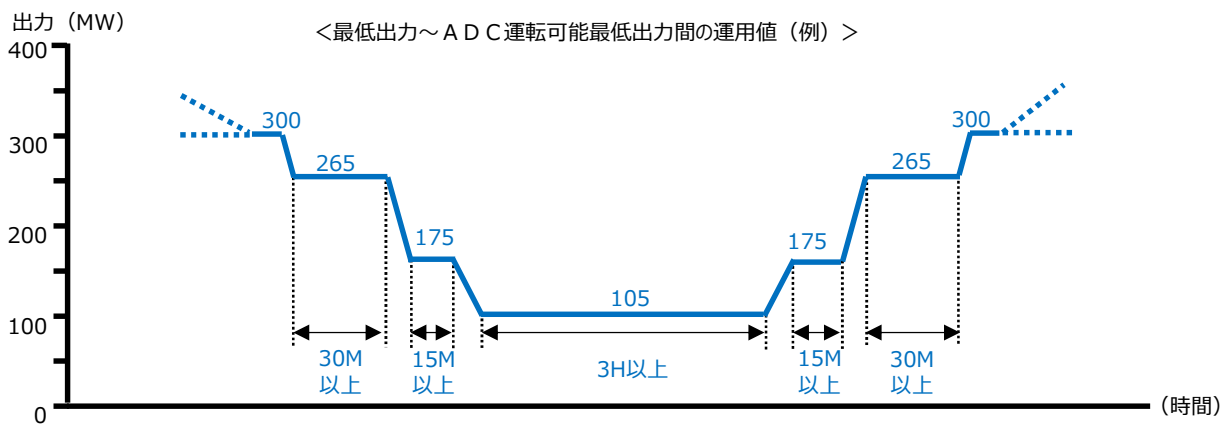 出力（MW）
＜最低出力～ＡＤＣ運転可能最低出力間の運用値（例）＞
400
300
200
100
0
300
265
175
105
175
265
300
30M
以上
15M
以上
3H以上
15M
以上
30M
以上
（時間）